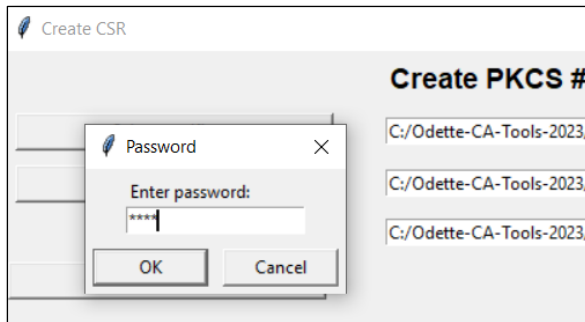 Create CSR
Create PKCS #
C:/Odette-CA-Tools-2023,
Password
Enter password:
C:/Odette-CA-Tools-2023,
****
C:/Odette-CA-Tools-2023,
OK
Cancel